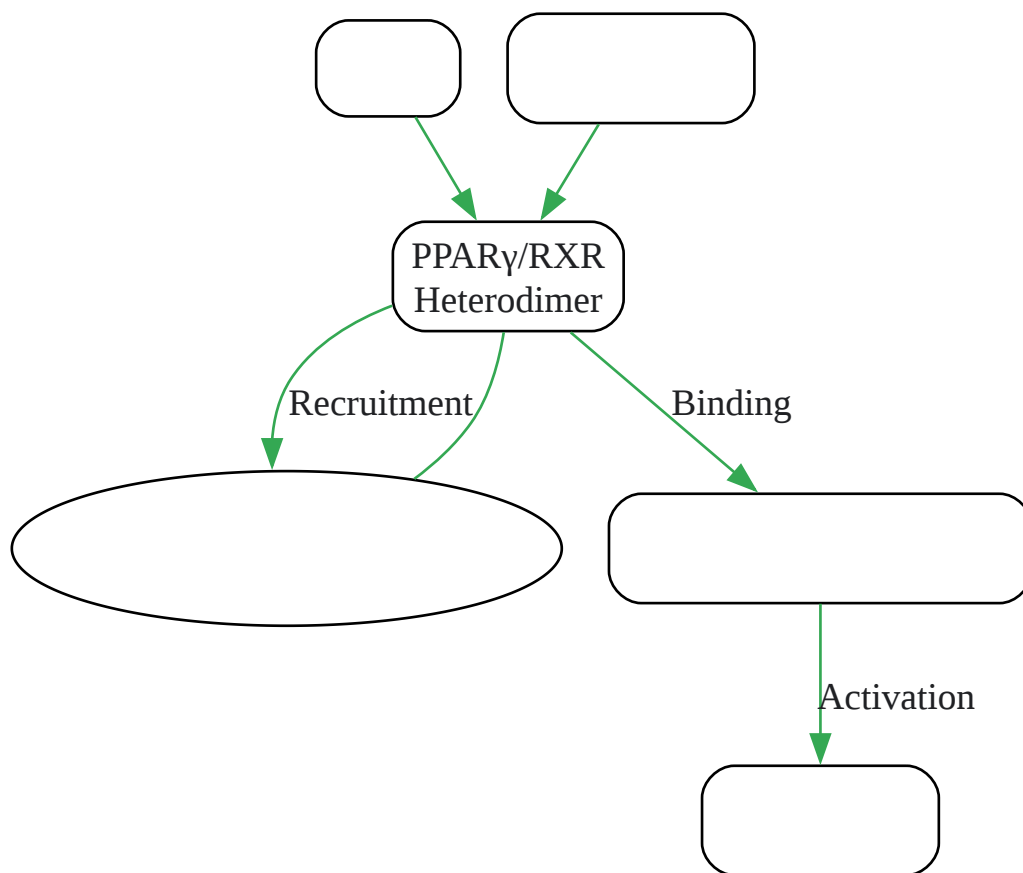 PPARγ/RXR
Heterodimer
Recruitment
Binding
Activation